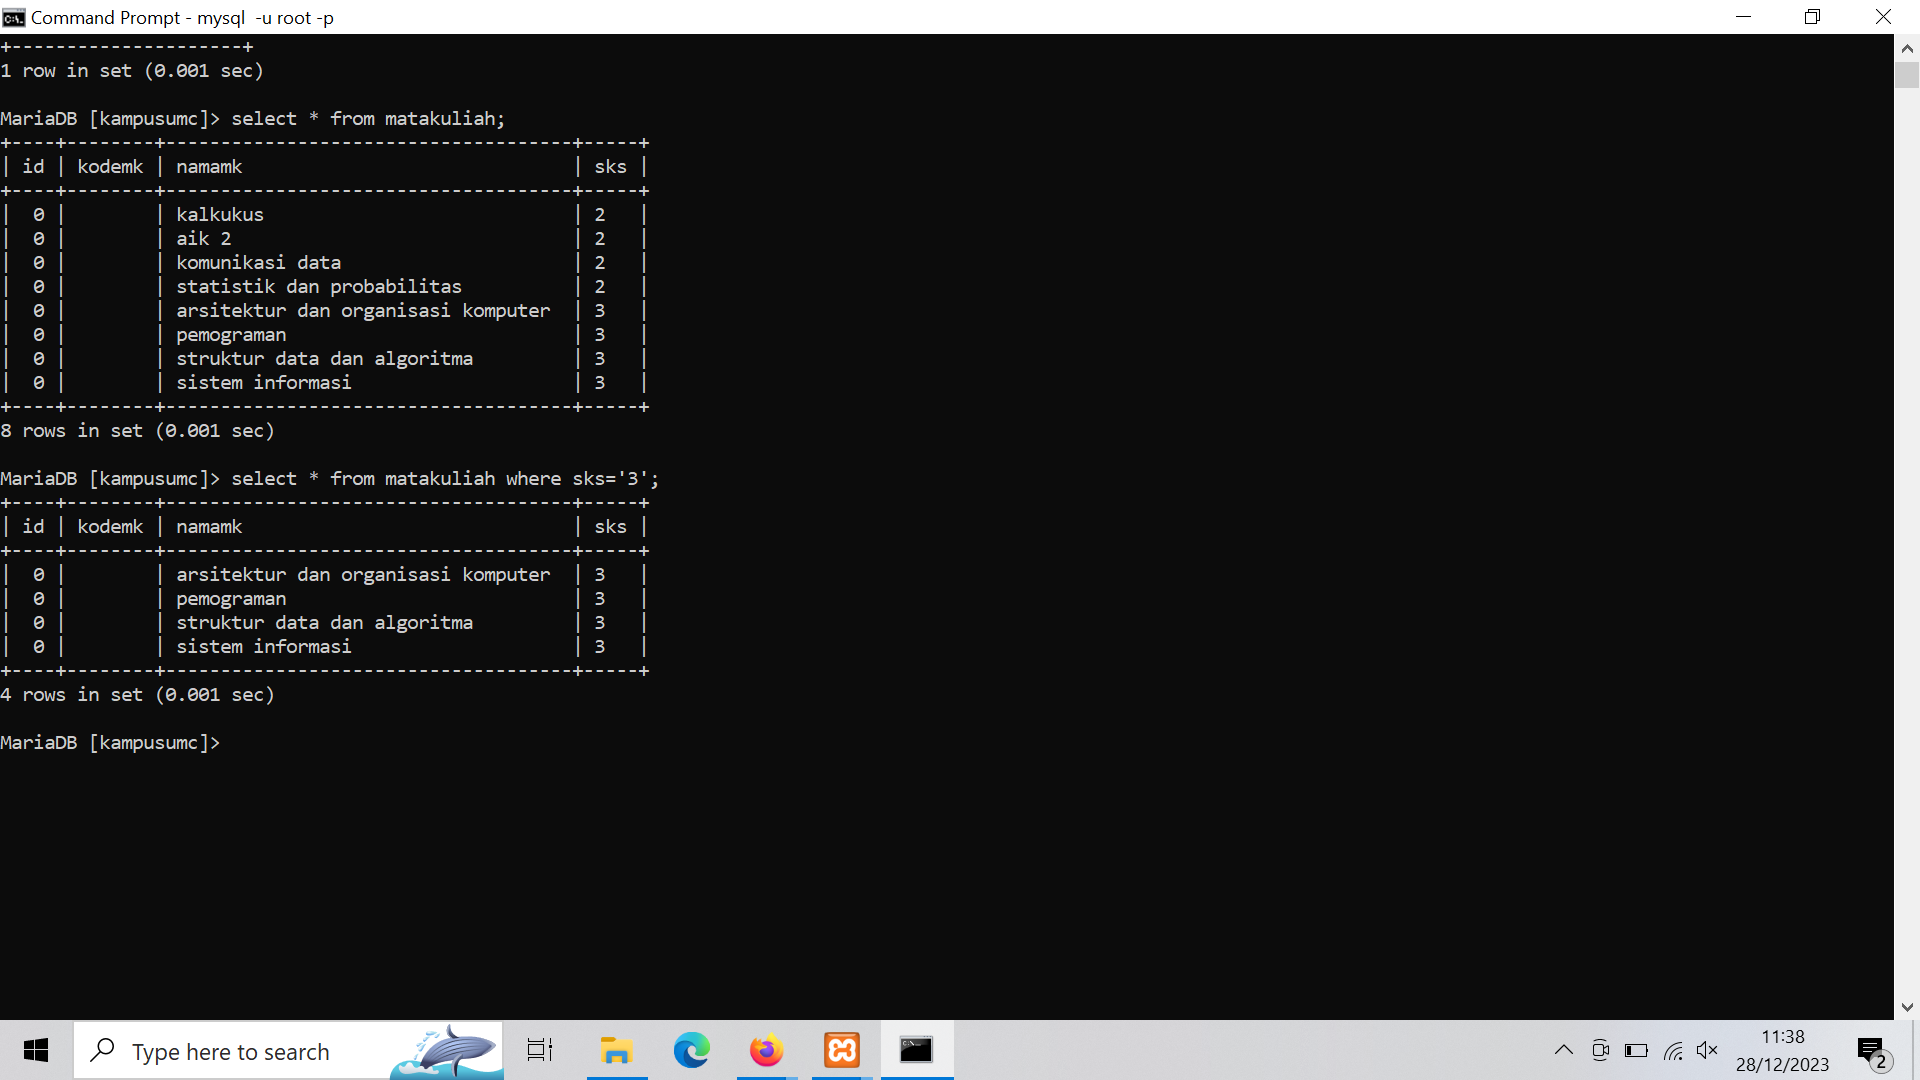 Command Prompt - mysql  -u root -p
+---------------------+
1 row in set (0.001 sec)
MariaDB [kampusumc]> select * from matakuliah;
+----+--------+-------------------------------------+-----+
| id | kodemk | namamk                              | sks |
+----+--------+-------------------------------------+-----+
|  0 |        | kalkukus                            | 2   |
|  0 |        | aik 2                               | 2   |
|  0 |        | komunikasi data                     | 2   |
|  0 |        | statistik dan probabilitas          | 2   |
|  0 |        | arsitektur dan organisasi komputer  | 3   |
|  0 |        | pemograman                          | 3   |
|  0 |        | struktur data dan algoritma         | 3   |
|  0 |        | sistem informasi                    | 3   |
+----+--------+-------------------------------------+-----+
8 rows in set (0.001 sec)
MariaDB [kampusumc]> select * from matakuliah where sks='3';
+----+--------+-------------------------------------+-----+
| id | kodemk | namamk                              | sks |
+----+--------+-------------------------------------+-----+
|  0 |        | arsitektur dan organisasi komputer  | 3   |
|  0 |        | pemograman                          | 3   |
|  0 |        | struktur data dan algoritma         | 3   |
|  0 |        | sistem informasi                    | 3   |
+----+--------+-------------------------------------+-----+
4 rows in set (0.001 sec)
MariaDB [kampusumc]>
Type here to search
11:38
28/12/2023
2